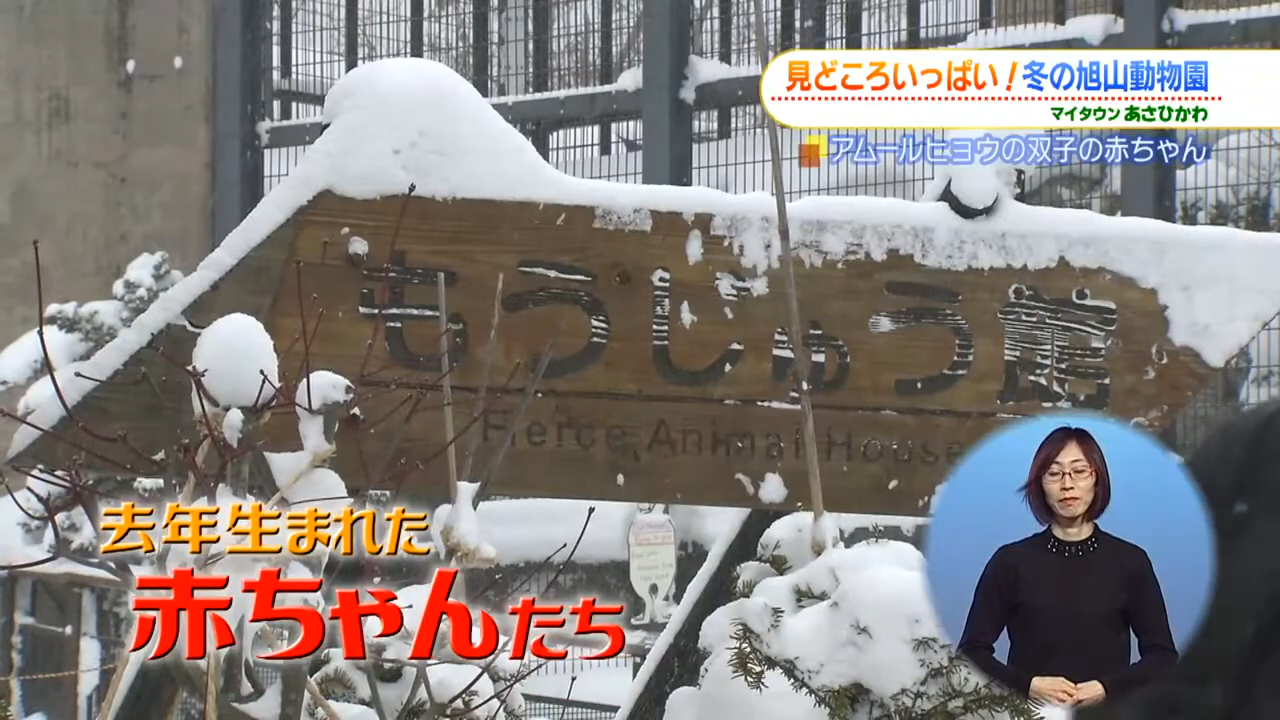 見どころいっぱい！冬の旭山動物園
マイタウンあさひかわ
アムールヒョウの双子の赤ちゃん
もうじゅう館
Fierce Animal House
去年生まれた
赤ちゃんたち